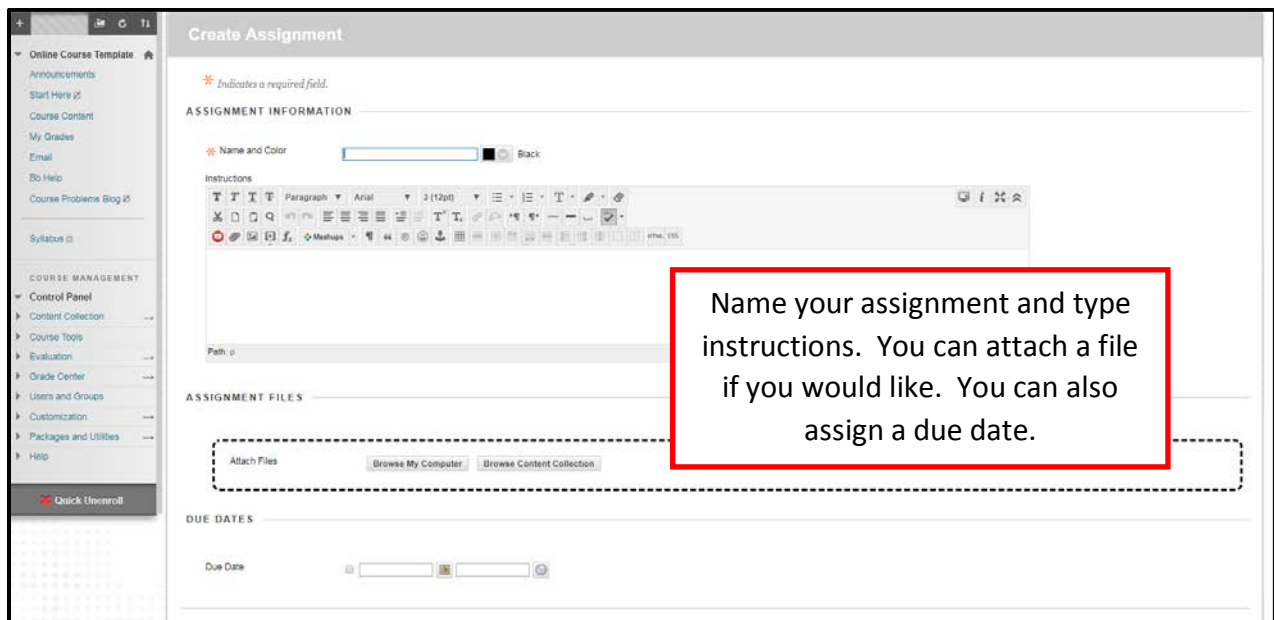 Create Assignment
Online Course Template
Announcements
Start Here
Course Content
My Grades
Email
Bb Help
Course Problems Blog
Syllabus
COURSE MANAGEMENT
Control Panel
Content Collection
Course Tools
Evaluation
Grade Center
Users and Groups
Customization
Packages and Utilities
Help
Quick Unenroll
Indicates a required field.
ASSIGNMENT INFORMATION
Name and Color
Black
Instructions
T T T T Paragraph Arial 3 (12pt)
Mashups HTML CSS
Path: p
Name your assignment and type
instructions. You can attach a file
if you would like. You can also
assign a due date.
ASSIGNMENT FILES
Attach Files Browse My Computer Browse Content Collection
DUE DATES
Due Date